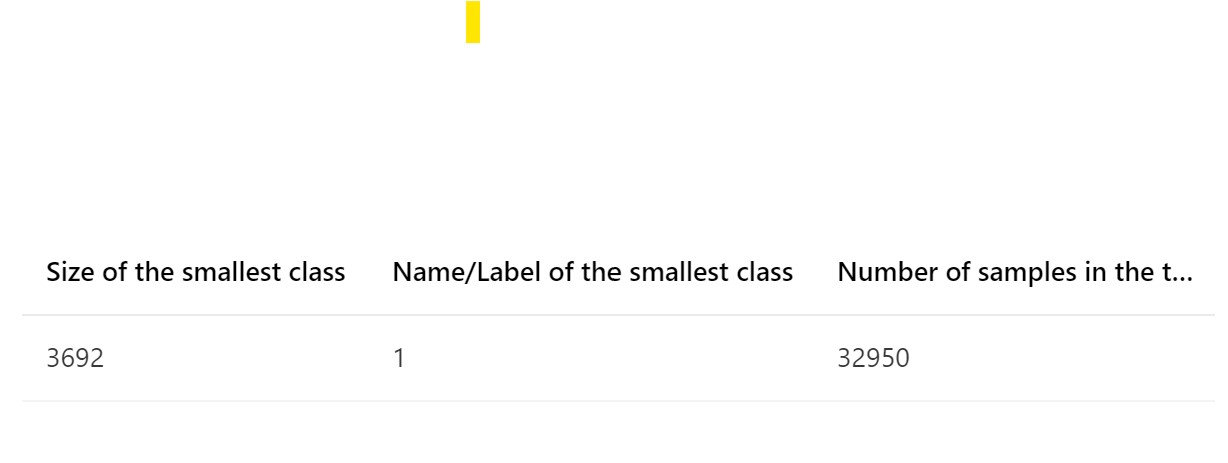 Size of the smallest class Name/Label of the smallest class Number of samples in the t...
3692 1 32950